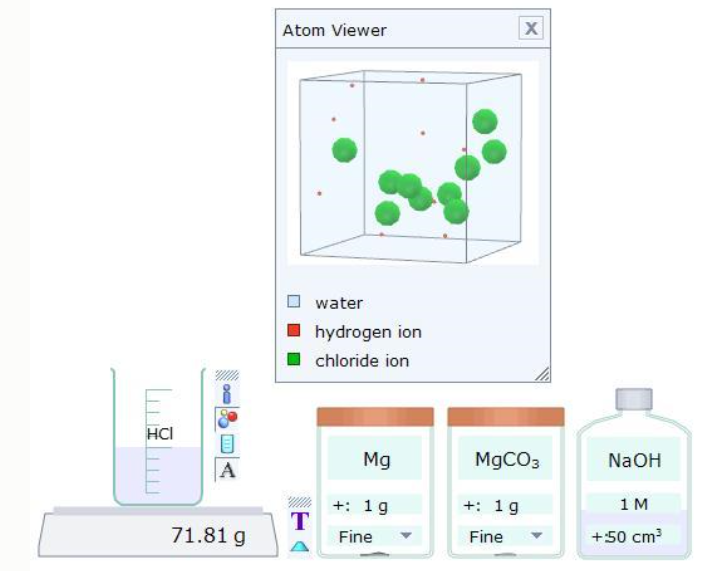 Atom Viewer
X
water
hydrogen ion
chloride ion
HCl
A
71.81 g
T
Mg
+: 1 g
Fine
MgCO₃
+: 1 g
Fine
NaOH
1 M
+50 cm³